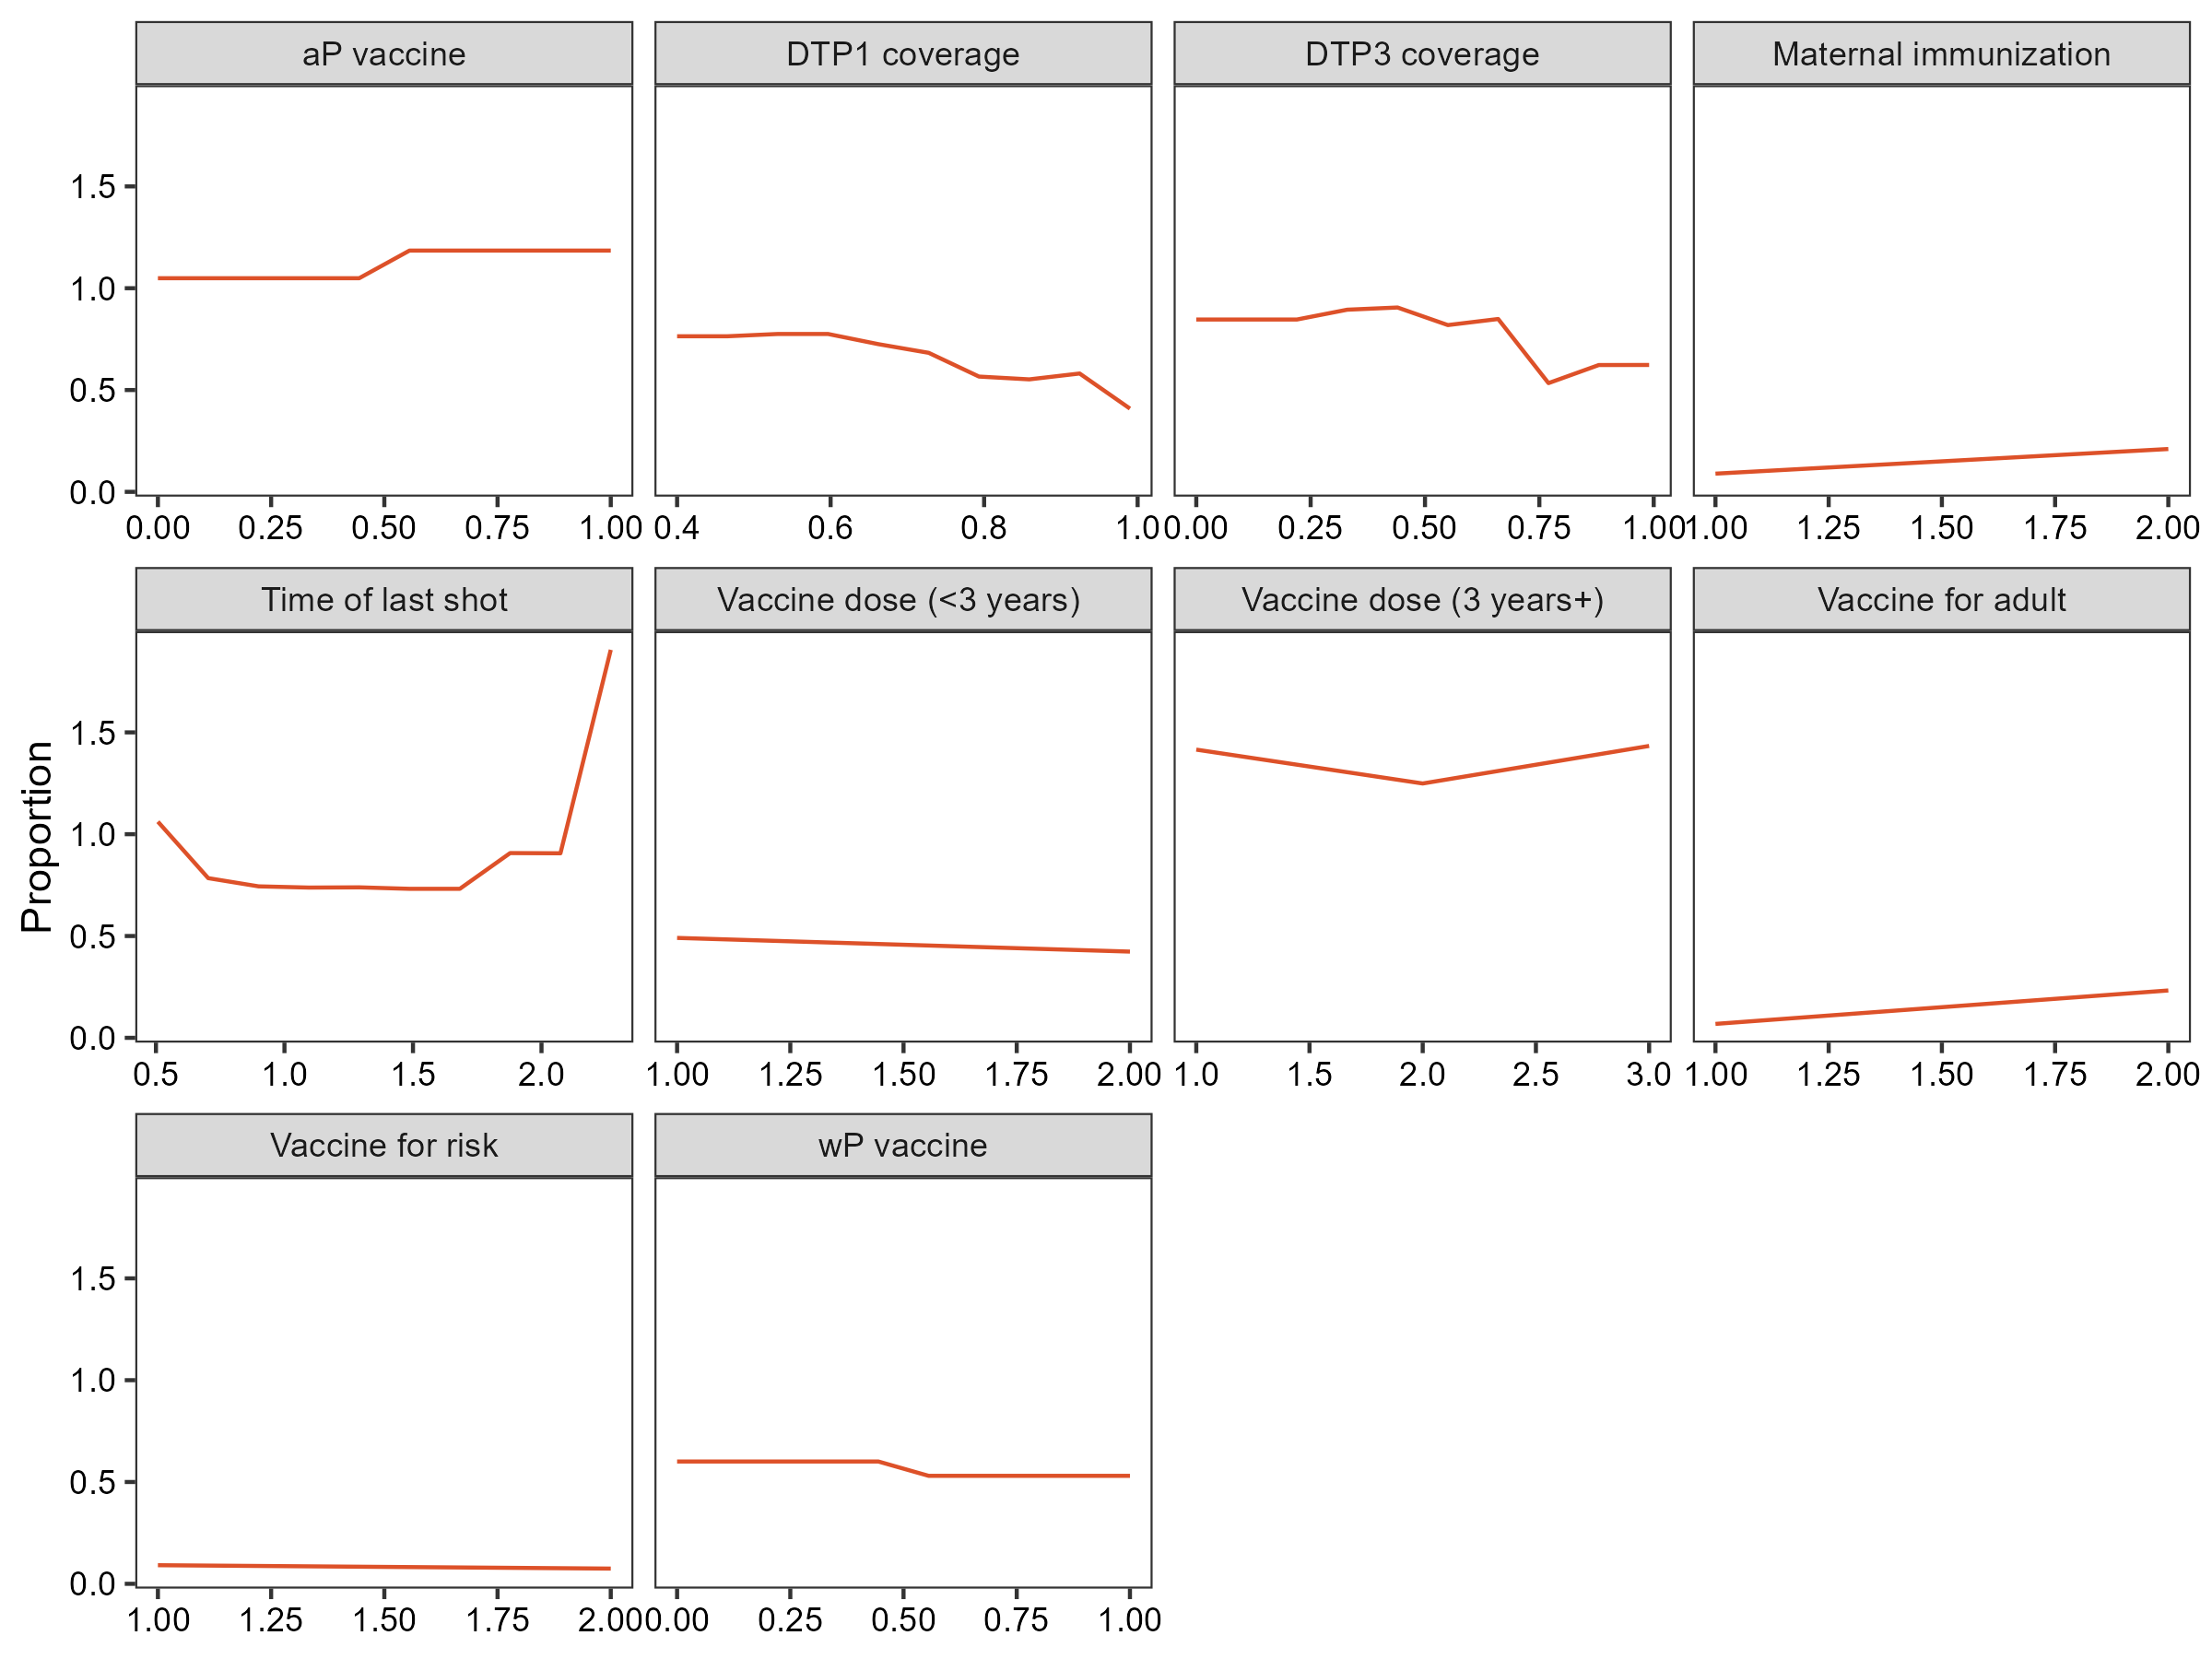 aP vaccine
DTP1 coverage
DTP3 coverage
Maternal immunization
1.5
1.0
0.5
0.0
0.00 0.25 0.50 0.75 1.00
0.4 0.6 0.8 1.0
0.00 0.25 0.50 0.75 1.00
1.00 1.25 1.50 1.75 2.00
Time of last shot
Vaccine dose (<3 years)
Vaccine dose (3 years+)
Vaccine for adult
Proportion
1.5
1.0
0.5
0.0
0.5 1.0 1.5 2.0
1.00 1.25 1.50 1.75 2.00
1.0 1.5 2.0 2.5 3.0
1.00 1.25 1.50 1.75 2.00
Vaccine for risk
wP vaccine
1.5
1.0
0.5
0.0
1.00 1.25 1.50 1.75 2.00
0.00 0.25 0.50 0.75 1.00